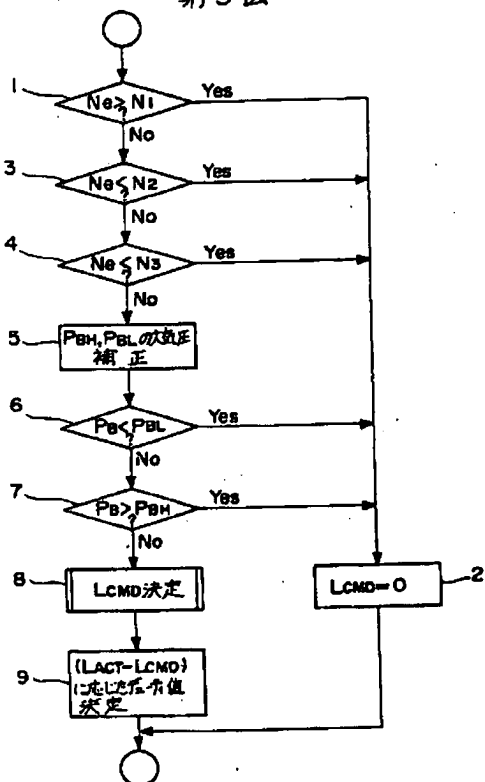 第3図
1
Ne≥N1
?
Yes
No
3
Ne≤N2
?
Yes
No
4
Ne≤N3
?
Yes
No
5
PBH, PBLの大気圧
補正
6
PB<PBL
?
Yes
No
7
PB>PBH
?
Yes
No
8
LCMD決定
LCMD=0
2
9
(LACT-LCMD)
に応じたデューティ値
決定